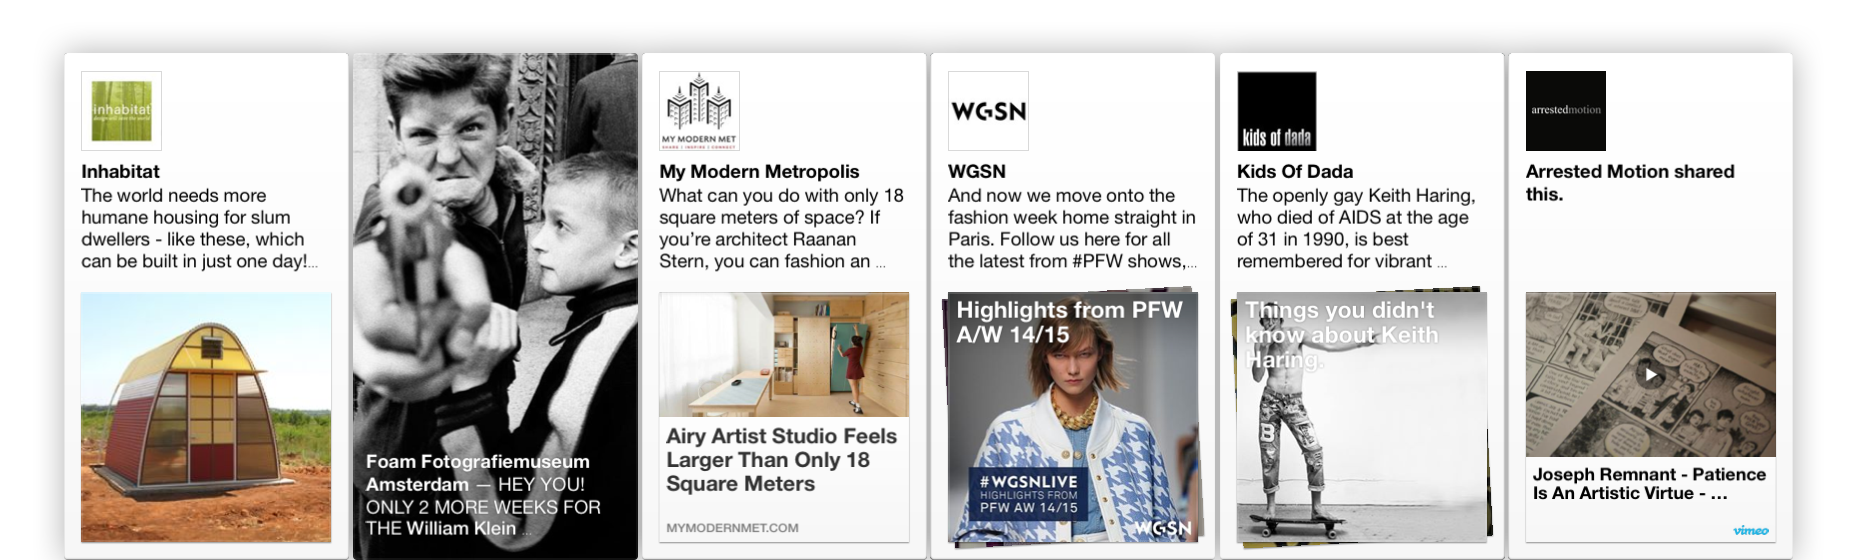 inhabitat
design will save the world
Inhabitat
The world needs more
humane housing for slum
dwellers - like these, which
can be built in just one day!...
Foam Fotografiemuseum
Amsterdam — HEY YOU!
ONLY 2 MORE WEEKS FOR
THE William Klein ...
MY MODERN MET
SHARE | INSPIRE | CONNECT
My Modern Metropolis
What can you do with only 18
square meters of space? If
you’re architect Raanan
Stern, you can fashion an ...
Airy Artist Studio Feels
Larger Than Only 18
Square Meters
MYMODERNMET.COM
WGSN
WGSN
And now we move onto the
fashion week home straight in
Paris. Follow us here for all
the latest from #PFW shows,...
Highlights from PFW
A/W 14/15
#WGSNLIVE
HIGHLIGHTS FROM
PFW AW 14/15
WGSN
kids of dada
Kids Of Dada
The openly gay Keith Haring,
who died of AIDS at the age
of 31 in 1990, is best
remembered for vibrant ...
Things you didn't
know about Keith
Haring.
B
arrestedmotion
Arrested Motion shared
this.
Joseph Remnant - Patience
Is An Artistic Virtue - ...
vimeo